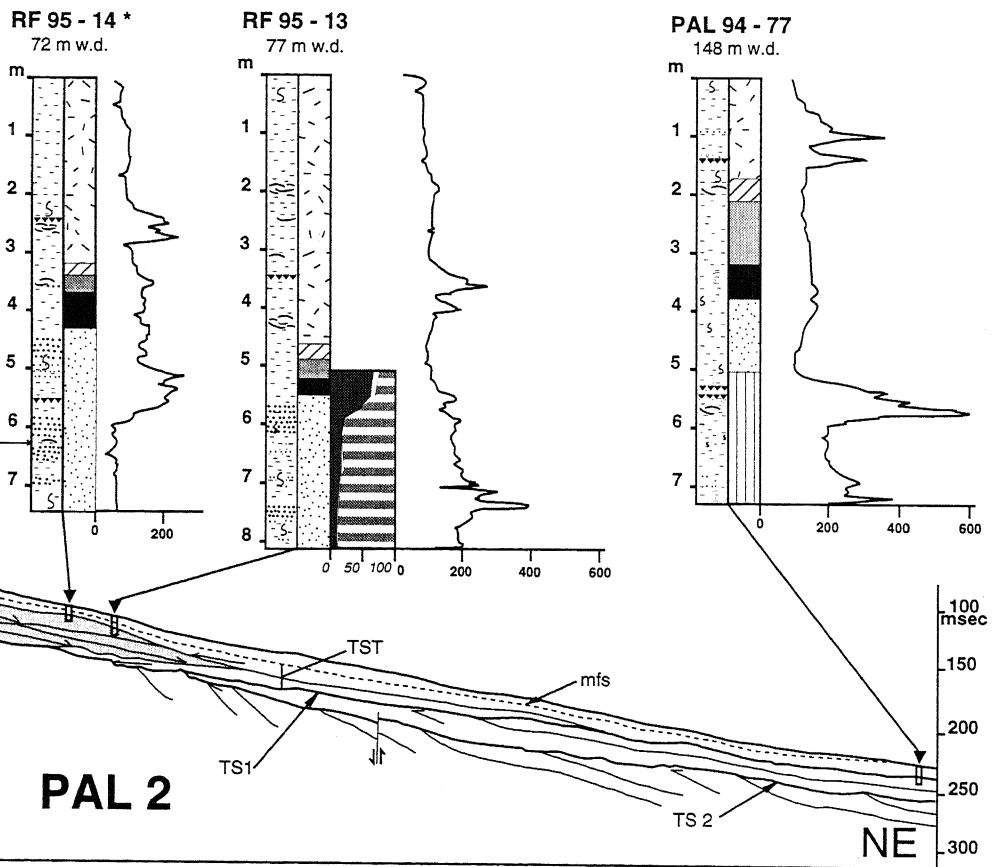 RF 95 - 14 *
72 m w.d.
m
1
2
3
4
5
6
7
0 200
RF 95 - 13
77 m w.d.
m
1
2
3
4
5
6
7
8
0 50 100 0 200 400 600
PAL 94 - 77
148 m w.d.
m
1
2
3
4
5
6
7
0 200 400 600
100
msec
150
200
250
300
TST
mfs
TS1
TS 2
PAL 2
NE